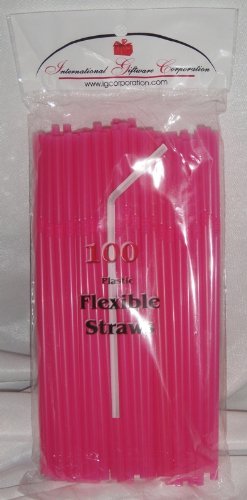 International Giftware Corporation
www.igcorporation.com
100
Plastic
Flexible
Straws